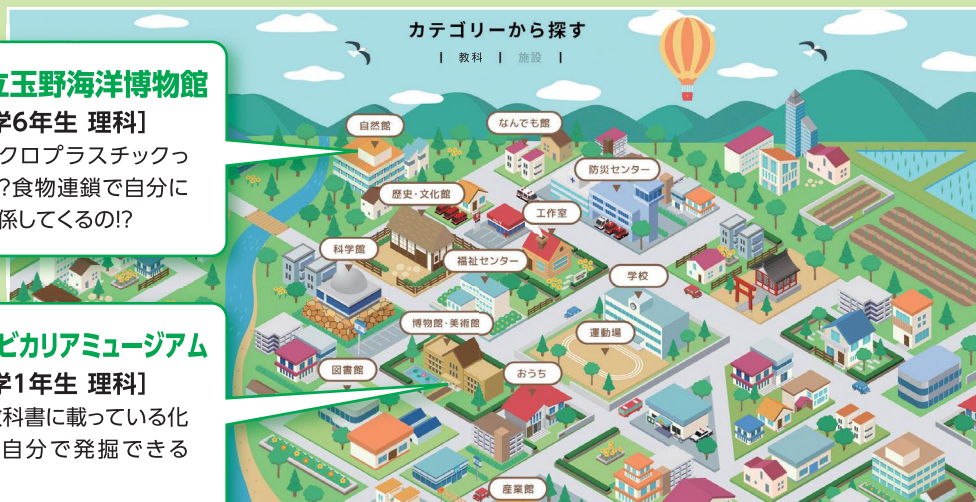 カテゴリーから探す
| 教科 | 施設 |
立玉野海洋博物館
学6年生 理科]
クロプラスチックっ
?食物連鎖で自分に
係してくるの!?
ビカリアミュージアム
学1年生 理科]
教科書に載っている化
自分で発掘できる
自然館
なんでも館
防災センター
歴史・文化館
工作室
科学館
福祉センター
学校
博物館・美術館
運動場
図書館
おうち
産業館